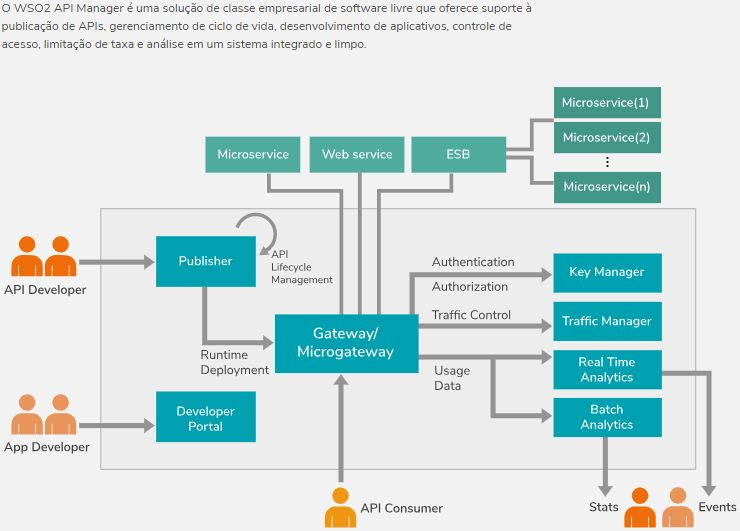 O WSO2 API Manager é uma solução de classe empresarial de software livre que oferece suporte à
publicação de APIs, gerenciamento de ciclo de vida, desenvolvimento de aplicativos, controle de
acesso, limitação de taxa e análise em um sistema integrado e limpo.
Microservice
Web service
ESB
Microservice(1)
Microservice(2)
⋮
Microservice(n)
API Developer
Publisher
API
Lifecycle
Management
Runtime
Deployment
Gateway/
Microgateway
Authentication
Authorization
Traffic Control
Usage
Data
Key Manager
Traffic Manager
Real Time
Analytics
Batch
Analytics
App Developer
Developer
Portal
API Consumer
Stats
Events